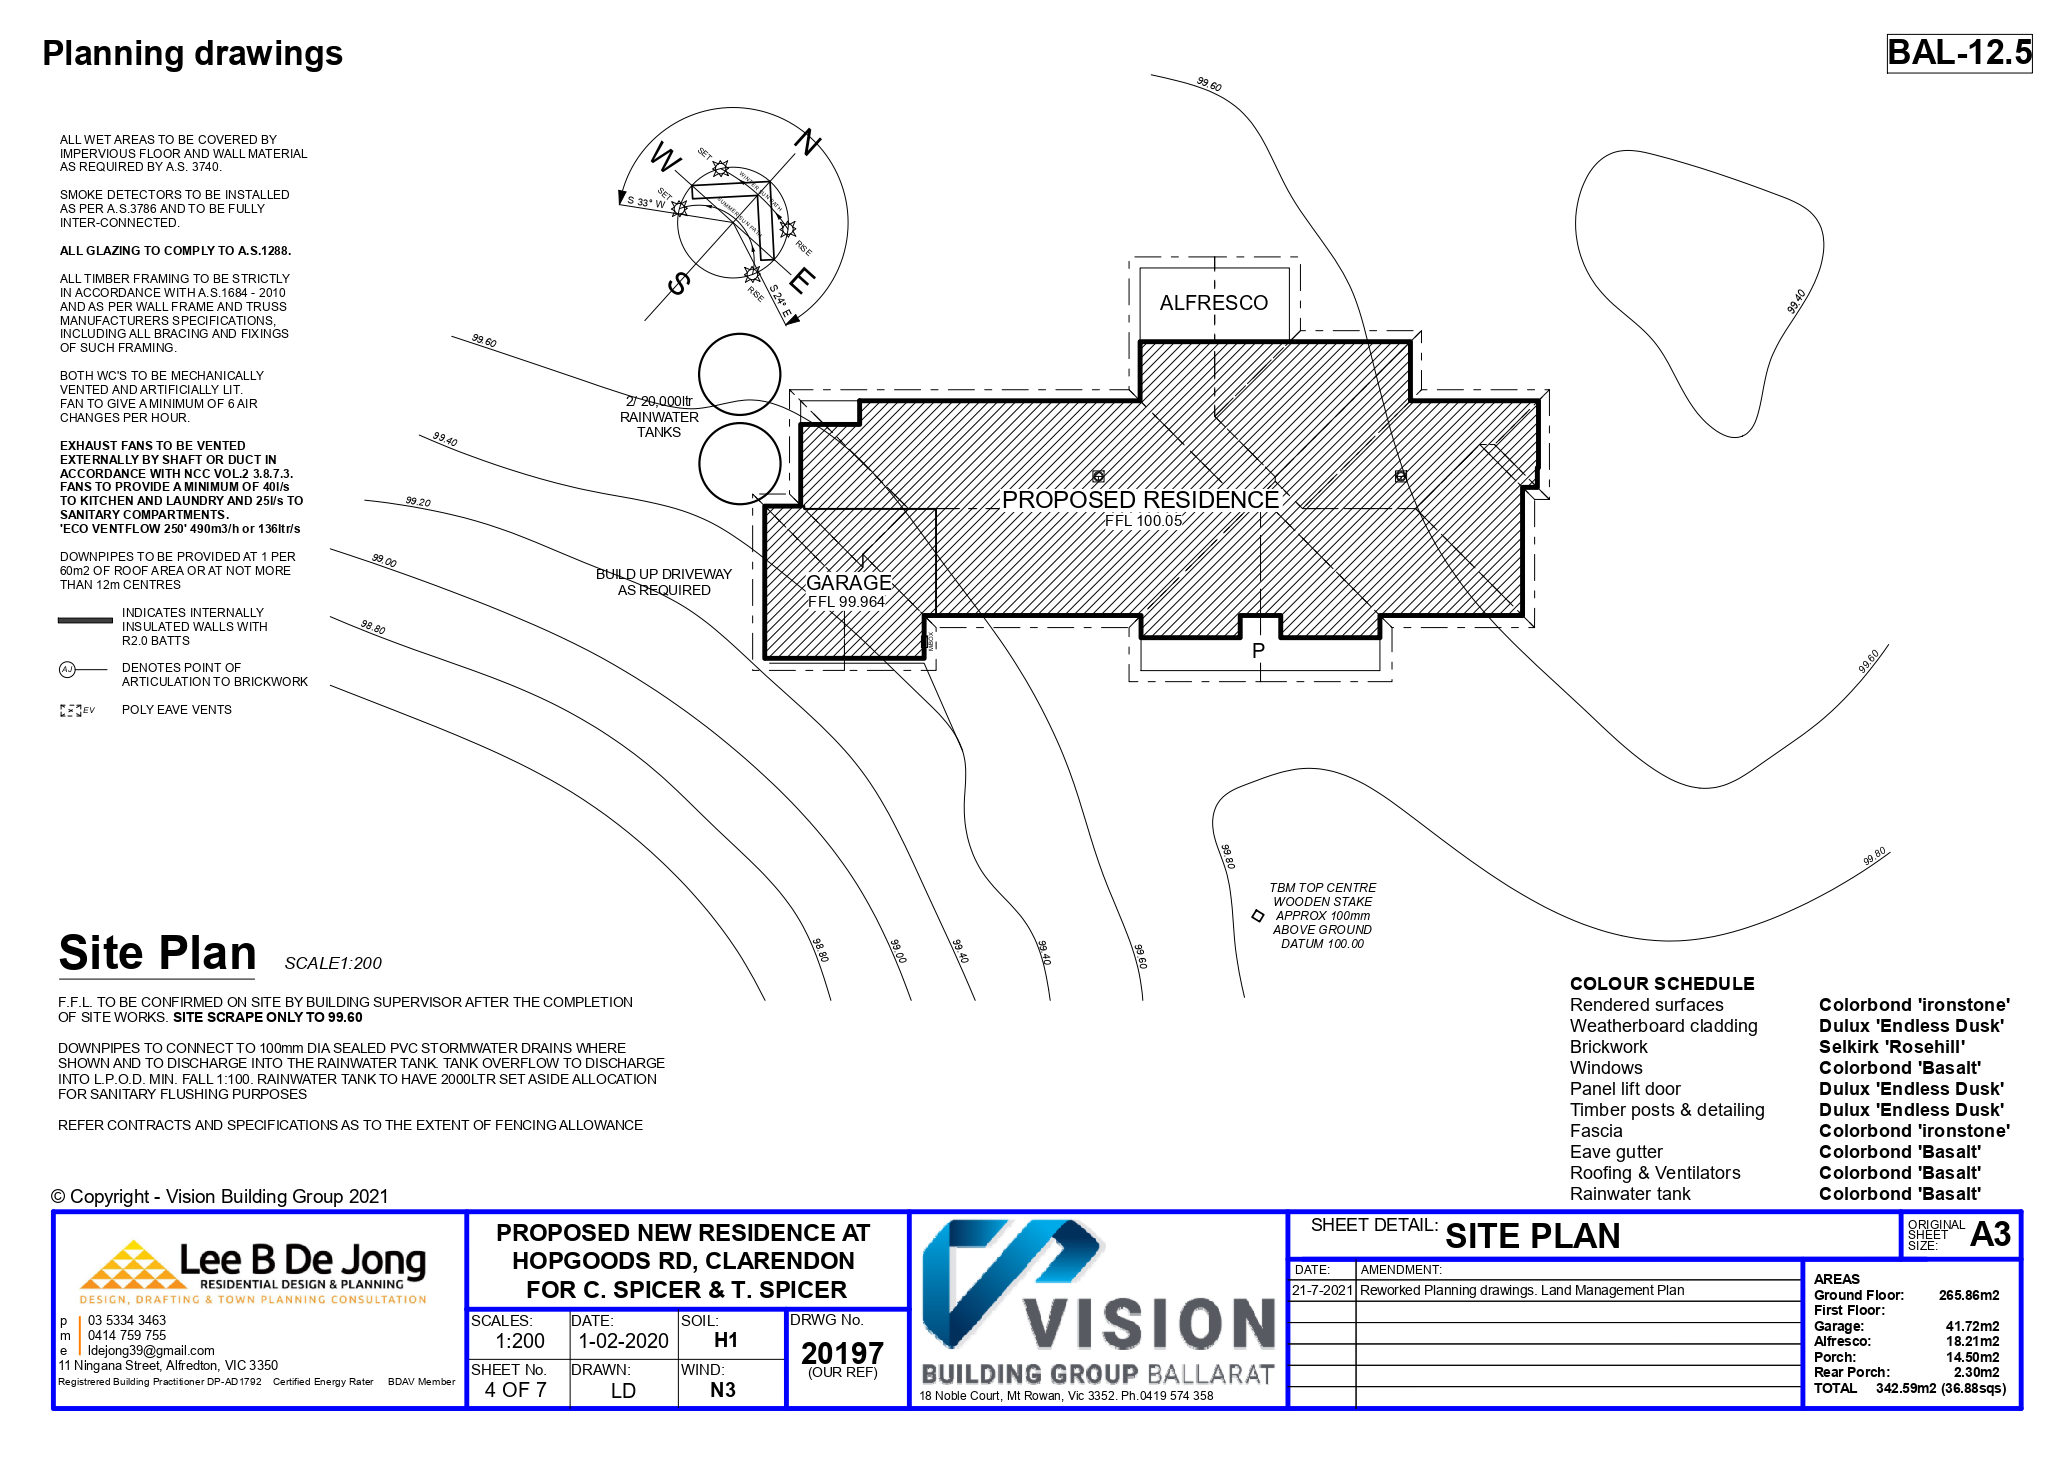 Planning drawings
BAL-12.5
ALL WET AREAS TO BE COVERED BY
IMPERVIOUS FLOOR AND WALL MATERIAL
AS REQUIRED BY A.S. 3740.
SMOKE DETECTORS TO BE INSTALLED
AS PER A.S.3786 AND TO BE FULLY
INTER-CONNECTED.
ALL GLAZING TO COMPLY TO A.S.1288.
ALL TIMBER FRAMING TO BE STRICTLY
IN ACCORDANCE WITH A.S.1684 - 2010
AND AS PER WALL FRAME AND TRUSS
MANUFACTURERS SPECIFICATIONS,
INCLUDING ALL BRACING AND FIXINGS
OF SUCH FRAMING.
BOTH WC'S TO BE MECHANICALLY
VENTED AND ARTIFICIALLY LIT.
FAN TO GIVE A MINIMUM OF 6 AIR
CHANGES PER HOUR.
EXHAUST FANS TO BE VENTED
EXTERNALLY BY SHAFT OR DUCT IN
ACCORDANCE WITH NCC VOL.2 3.8.7.3.
FANS TO PROVIDE A MINIMUM OF 40l/s
TO KITCHEN AND LAUNDRY AND 25l/s TO
SANITARY COMPARTMENTS.
'ECO VENTFLOW 250' 490m3/h or 136ltr/s
DOWNPIPES TO BE PROVIDED AT 1 PER
60m2 OF ROOF AREA OR AT NOT MORE
THAN 12m CENTRES
INDICATES INTERNALLY
INSULATED WALLS WITH
R2.0 BATTS
AJ
DENOTES POINT OF
ARTICULATION TO BRICKWORK
EV
POLY EAVE VENTS
N
W
E
S
SET
SET
RISE
RISE
WINTER SUN PATH
SUMMER SUN PATH
S 33° W
S 24° E
99.60
99.40
99.60
99.40
99.20
99.00
98.80
2/ 20,000ltr
RAINWATER
TANKS
BUILD UP DRIVEWAY
AS REQUIRED
ALFRESCO
PROPOSED RESIDENCE
FFL 100.05
GARAGE
FFL 99.964
MBOX
P
99.60
99.80
99.80
98.80
99.00
99.40
99.40
99.60
TBM TOP CENTRE
WOODEN STAKE
APPROX 100mm
ABOVE GROUND
DATUM 100.00
Site Plan
SCALE1:200
F.F.L. TO BE CONFIRMED ON SITE BY BUILDING SUPERVISOR AFTER THE COMPLETION
OF SITE WORKS. SITE SCRAPE ONLY TO 99.60
DOWNPIPES TO CONNECT TO 100mm DIA SEALED PVC STORMWATER DRAINS WHERE
SHOWN AND TO DISCHARGE INTO THE RAINWATER TANK. TANK OVERFLOW TO DISCHARGE
INTO L.P.O.D. MIN. FALL 1:100. RAINWATER TANK TO HAVE 2000LTR SET ASIDE ALLOCATION
FOR SANITARY FLUSHING PURPOSES
REFER CONTRACTS AND SPECIFICATIONS AS TO THE EXTENT OF FENCING ALLOWANCE
COLOUR SCHEDULE
Rendered surfaces Colorbond 'ironstone'
Weatherboard cladding Dulux 'Endless Dusk'
Brickwork Selkirk 'Rosehill'
Windows Colorbond 'Basalt'
Panel lift door Dulux 'Endless Dusk'
Timber posts & detailing Dulux 'Endless Dusk'
Fascia Colorbond 'ironstone'
Eave gutter Colorbond 'Basalt'
Roofing & Ventilators Colorbond 'Basalt'
Rainwater tank Colorbond 'Basalt'
© Copyright - Vision Building Group 2021
Lee B De Jong
RESIDENTIAL DESIGN & PLANNING
DESIGN, DRAFTING & TOWN PLANNING CONSULTATION
p 03 5334 3463
m 0414 759 755
e ldejong39@gmail.com
11 Ningana Street, Alfredton, VIC 3350
Registrered Building Practitioner DP-AD1792 Certified Energy Rater BDAV Member
PROPOSED NEW RESIDENCE AT
HOPGOODS RD, CLARENDON
FOR C. SPICER & T. SPICER
SCALES:
1:200
DATE:
1-02-2020
SOIL:
H1
SHEET No.
4 OF 7
DRAWN:
LD
WIND:
N3
DRWG No.
20197
(OUR REF)
VISION
BUILDING GROUP BALLARAT
18 Noble Court, Mt Rowan, Vic 3352. Ph.0419 574 358
SHEET DETAIL: SITE PLAN
ORIGINAL
SHEET
SIZE:
A3
DATE: AMENDMENT:
21-7-2021 Reworked Planning drawings. Land Management Plan
AREAS
Ground Floor: 265.86m2
First Floor:
Garage: 41.72m2
Alfresco: 18.21m2
Porch: 14.50m2
Rear Porch: 2.30m2
TOTAL 342.59m2 (36.88sqs)